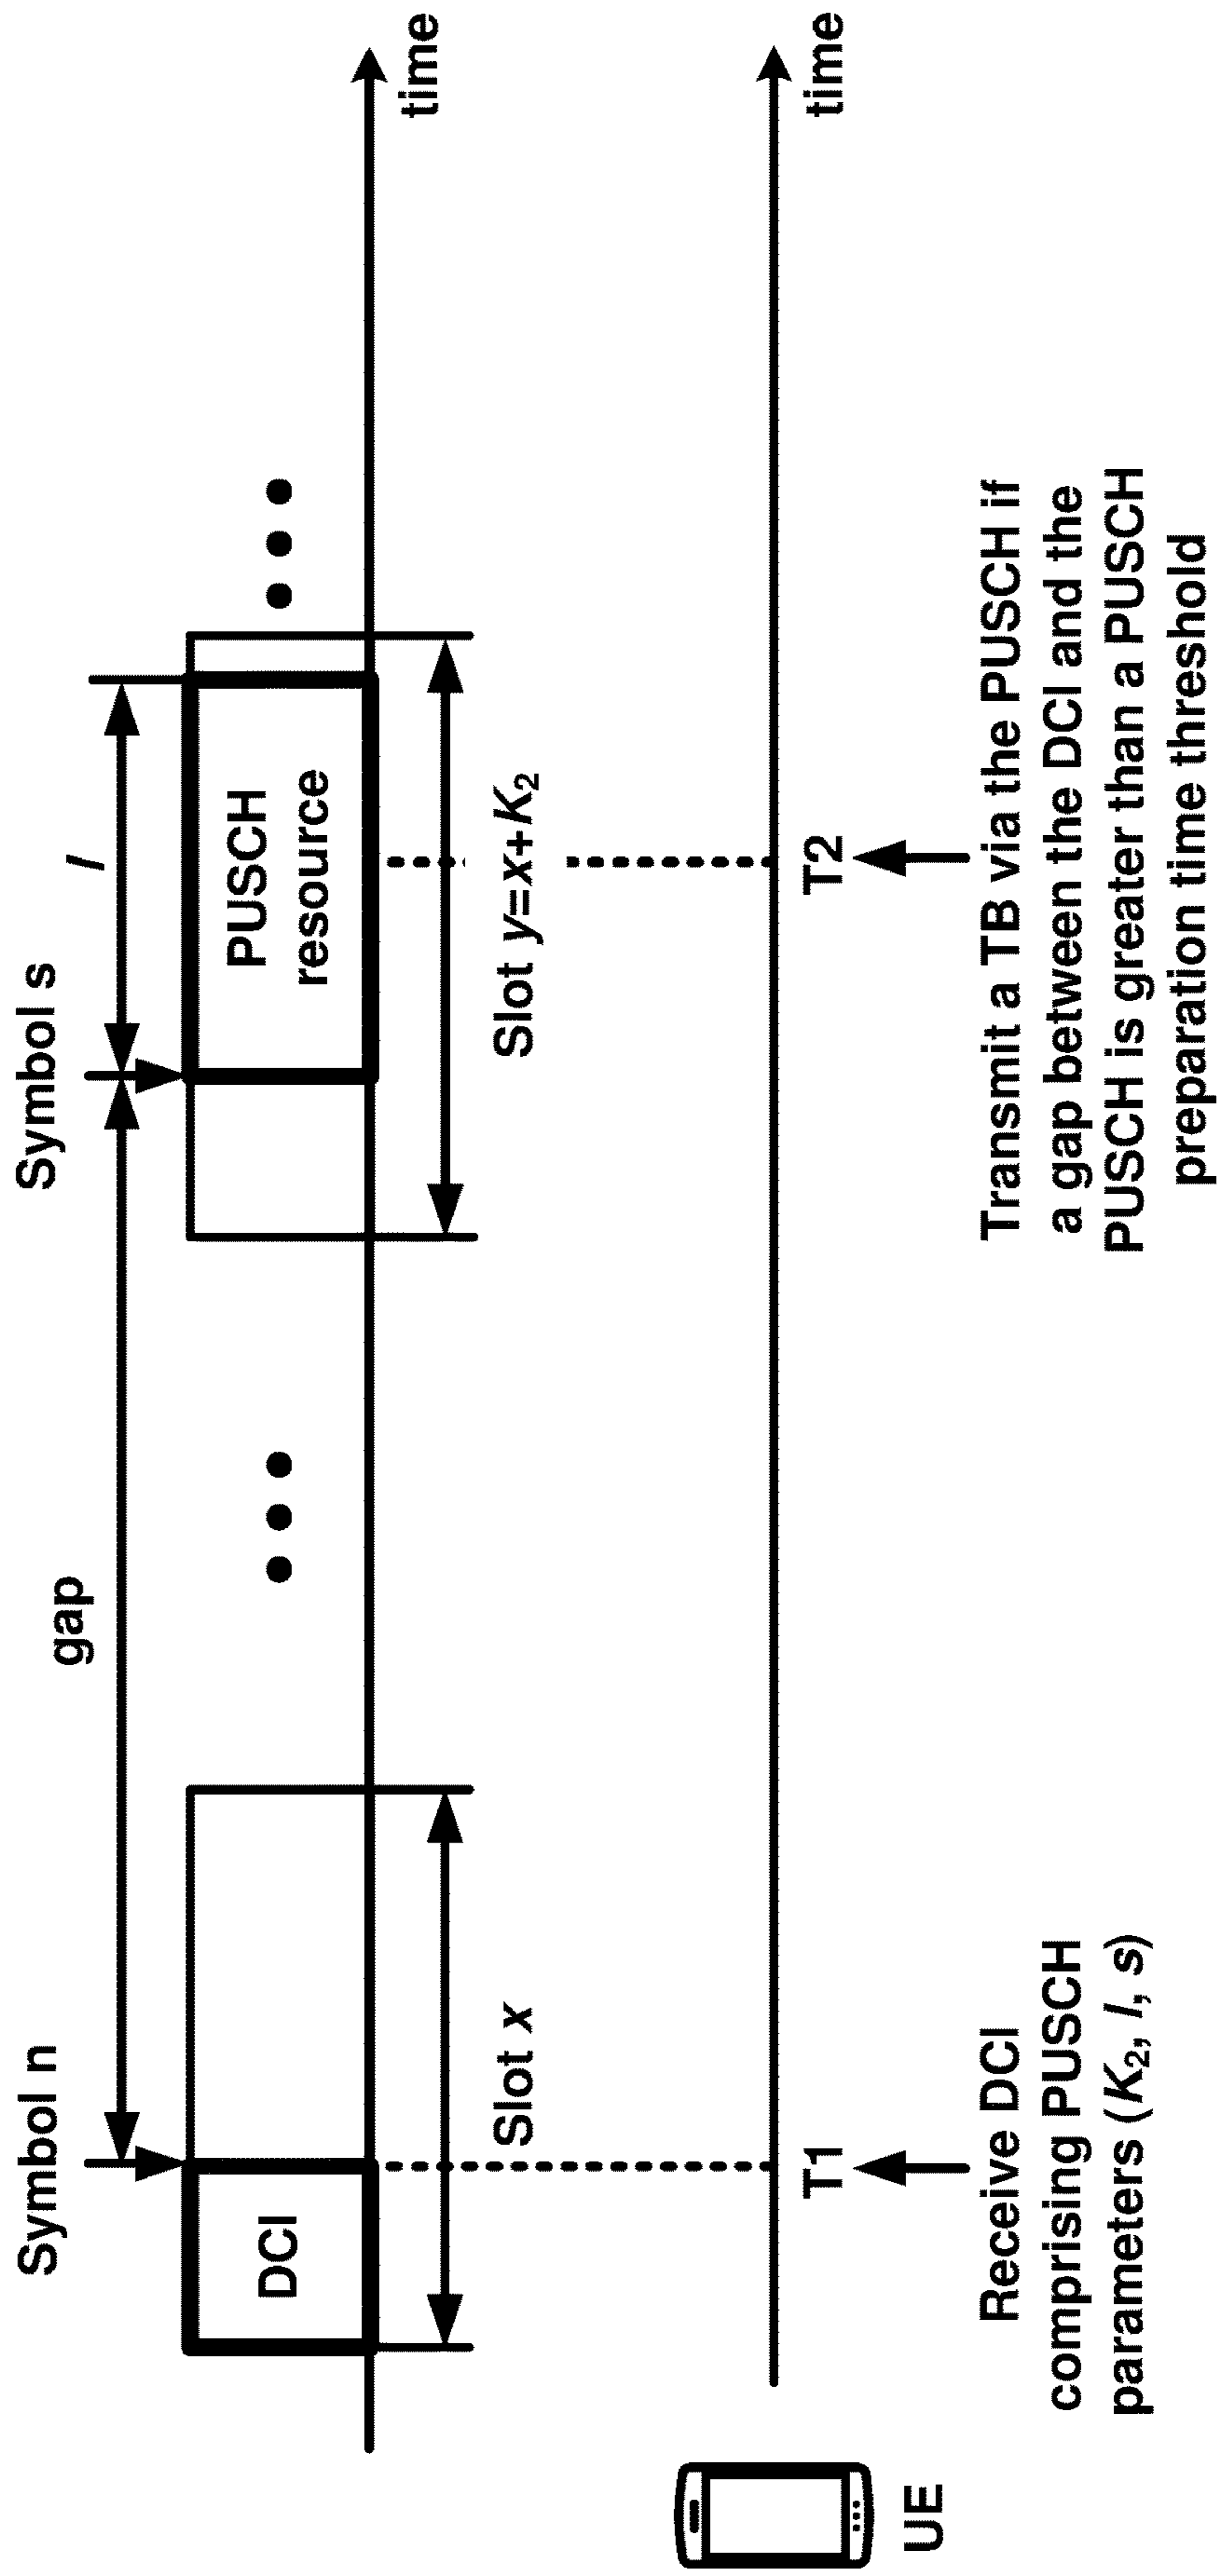 Symbol n
gap
Symbol s
l
DCI
PUSCH
resource
time
Slot x
Slot y=x+K₂
time
T1
T2
UE
Receive DCI
comprising PUSCH
parameters (K₂, l, s)
Transmit a TB via the PUSCH if
a gap between the DCI and the
PUSCH is greater than a PUSCH
preparation time threshold